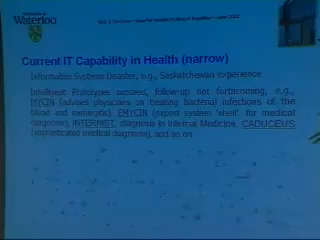 University of
Waterloo
Current IT Capability in Health (narrow)
Information Systems Disaster, e.g., Saskatchewan experience
Intelligent Prototypes succeed, follow-up not forthcoming, e.g.,
MYCIN (advises physicians on treating bacterial infections of the
blood and meningitis), EMYCIN (expert system "shell" for medical
diagnosis), INTERNIST, diagnosis in Internal Medicine, CADUCEUS
(sophisticated medical diagnosis), and so on.